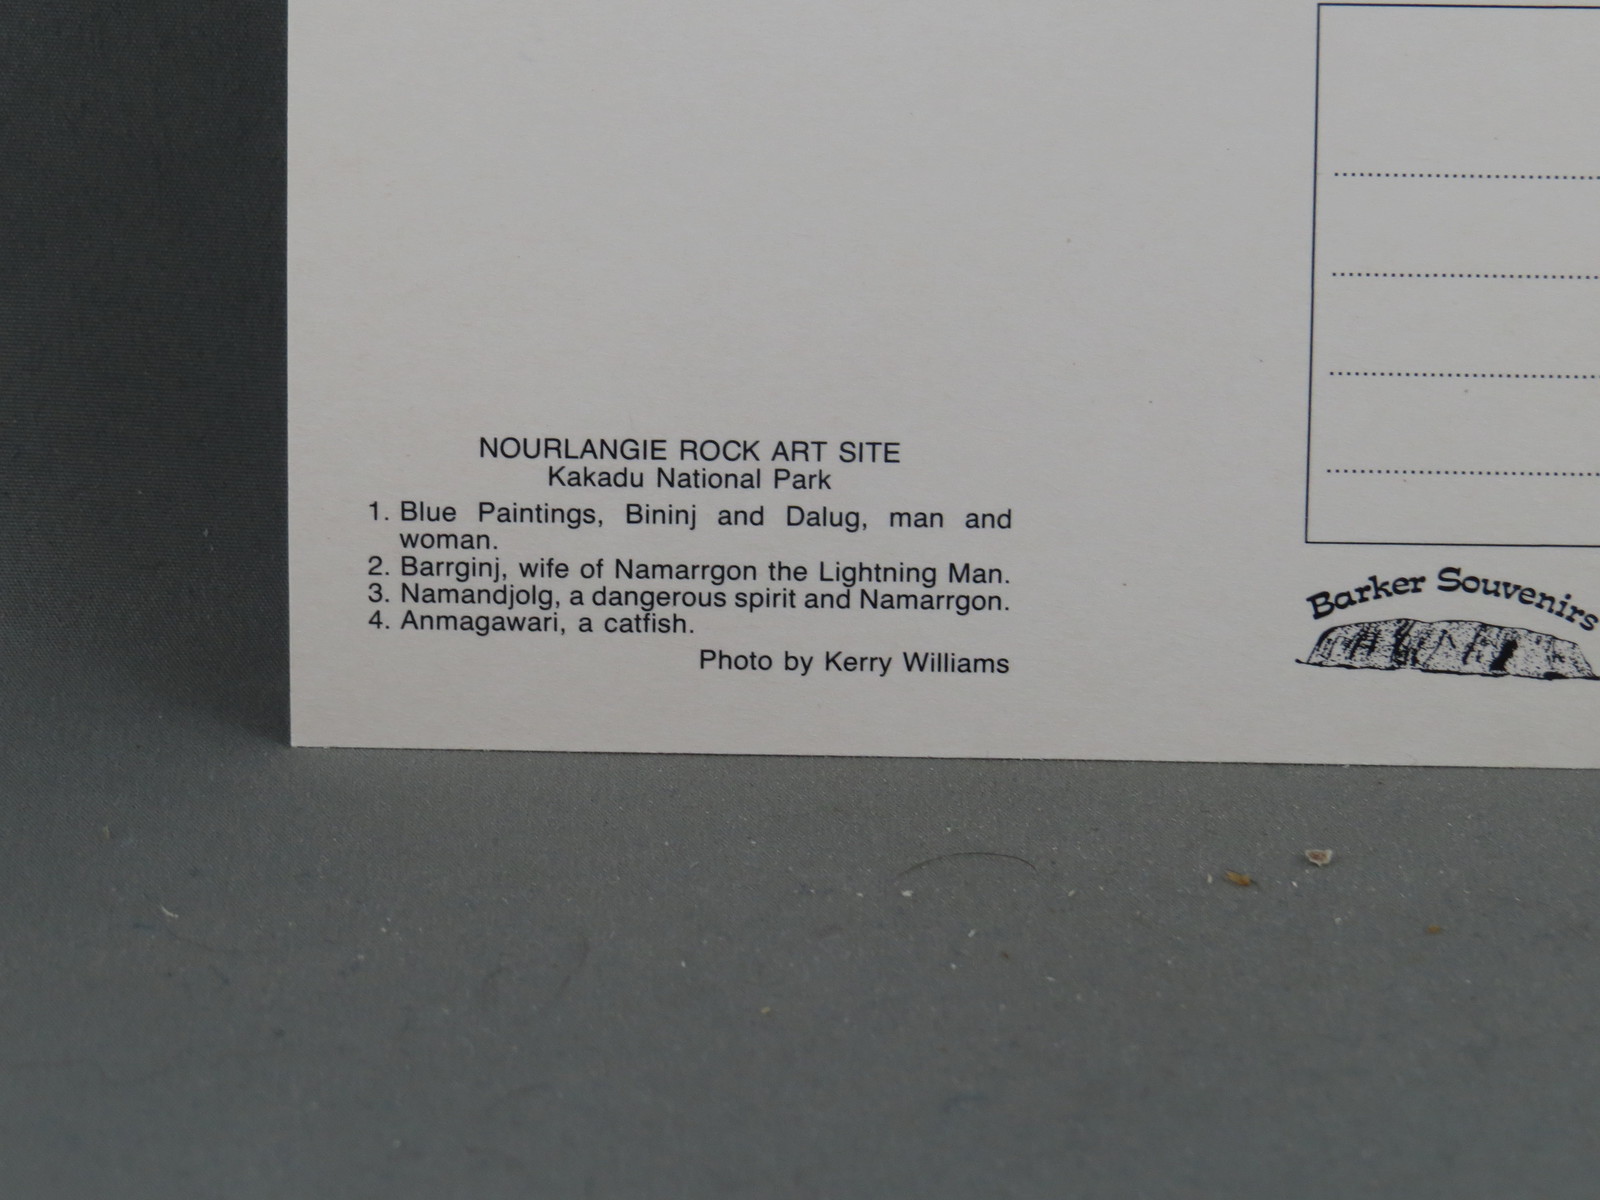 NOURLANGIE ROCK ART SITE
Kakadu National Park
1. Blue Paintings, Bininj and Dalug, man and
woman.
2. Barrginj, wife of Namarrgon the Lightning Man.
3. Namandjolg, a dangerous spirit and Namarrgon.
4. Anmagawari, a catfish.
Photo by Kerry Williams
Barker Souvenirs